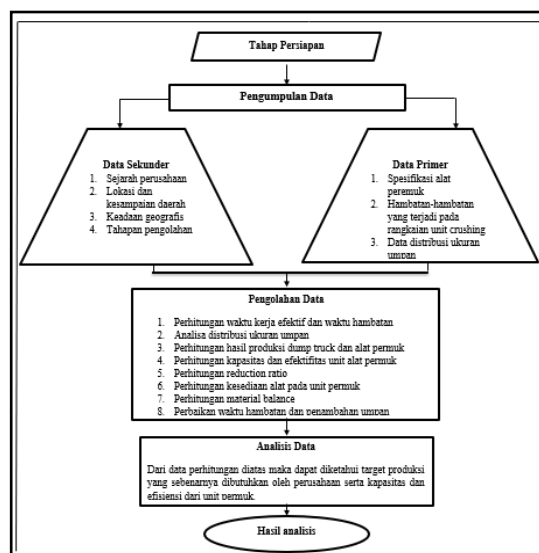 Tahap Persiapan
Pengumpulan Data
Data Sekunder
1. Sejarah perusahaan
2. Lokasi dan
kesampaian daerah
3. Keadaan geografis
4. Tahapan pengolahan
Data Primer
1. Spesifikasi alat
peremuk
2. Hambatan-hambatan
yang terjadi pada
rangkaian unit crushing
3. Data distribusi ukuran
umpan
Pengolahan Data
1. Perhitungan waktu kerja efektif dan waktu hambatan
2. Analisa distribusi ukuran umpan
3. Perhitungan hasil produksi dump truck dan alat permuk
4. Perhitungan kapasitas dan efektifitas unit alat permuk
5. Perhitungan reduction ratio
6. Perhitungan kesediaan alat pada unit permuk
7. Perhitungan material balance
8. Perbaikan waktu hambatan dan penambahan umpan
Analisis Data
Dari data perhitungan diatas maka dapat diketahui target produksi
yang sebenarnya dibutuhkan oleh perusahaan serta kapasitas dan
efisiensi dari unit permuk.
Hasil analisis